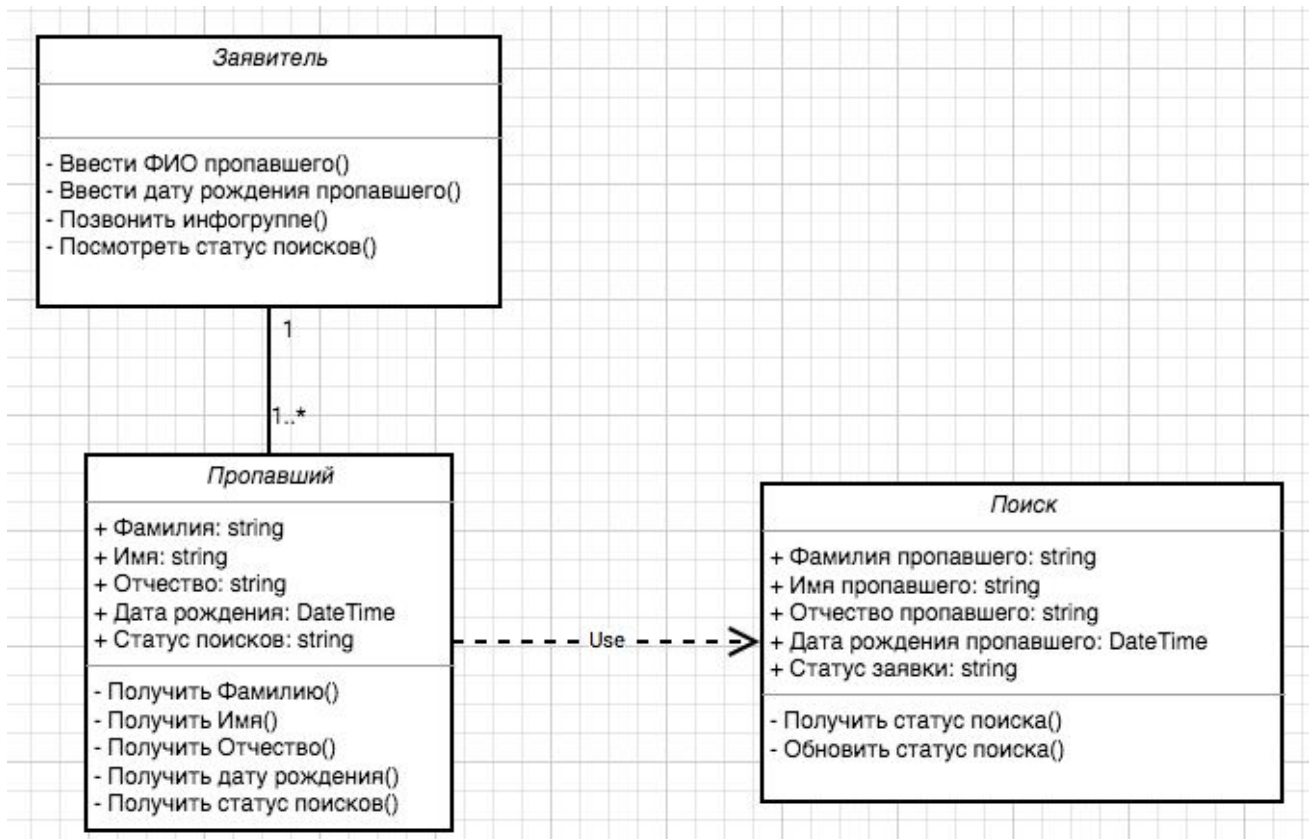 Заявитель
- Ввести ФИО пропавшего()
- Ввести дату рождения пропавшего()
- Позвонить инфогруппе()
- Посмотреть статус поисков()
1
1..*
Пропавший
+ Фамилия: string
+ Имя: string
+ Отчество: string
+ Дата рождения: DateTime
+ Статус поисков: string
- Получить Фамилию()
- Получить Имя()
- Получить Отчество()
- Получить дату рождения()
- Получить статус поисков()
Use
Поиск
+ Фамилия пропавшего: string
+ Имя пропавшего: string
+ Отчество пропавшего: string
+ Дата рождения пропавшего: DateTime
+ Статус заявки: string
- Получить статус поиска()
- Обновить статус поиска()